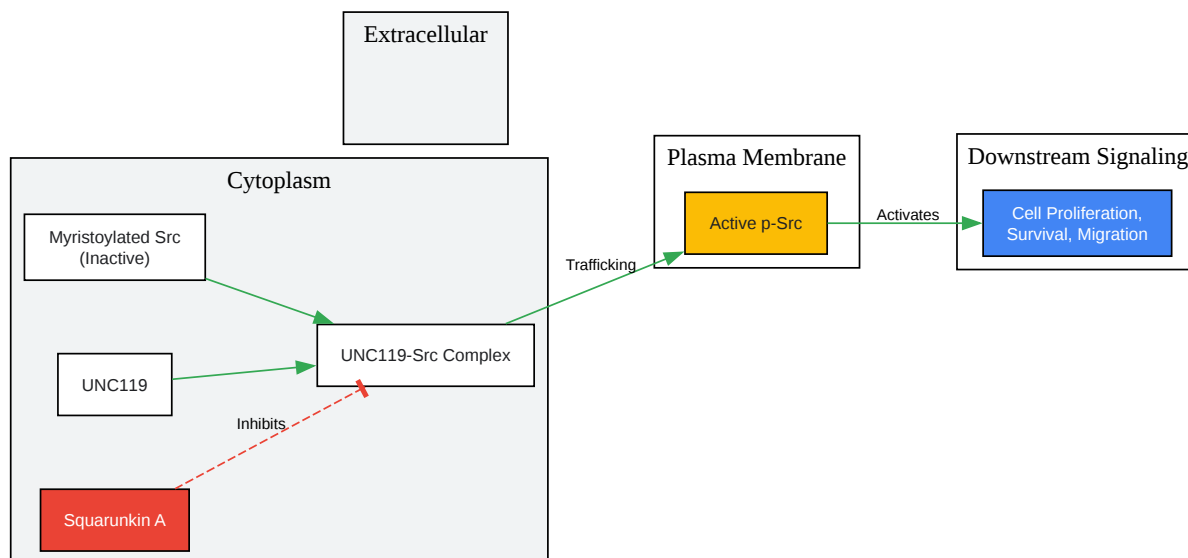 Extracellular
Cytoplasm
Myristoylated Src
(Inactive)
UNC119
Squarunkin A
Inhibits
UNC119-Src Complex
Trafficking
Plasma Membrane
Active p-Src
Activates
Downstream Signaling
Cell Proliferation,
Survival, Migration